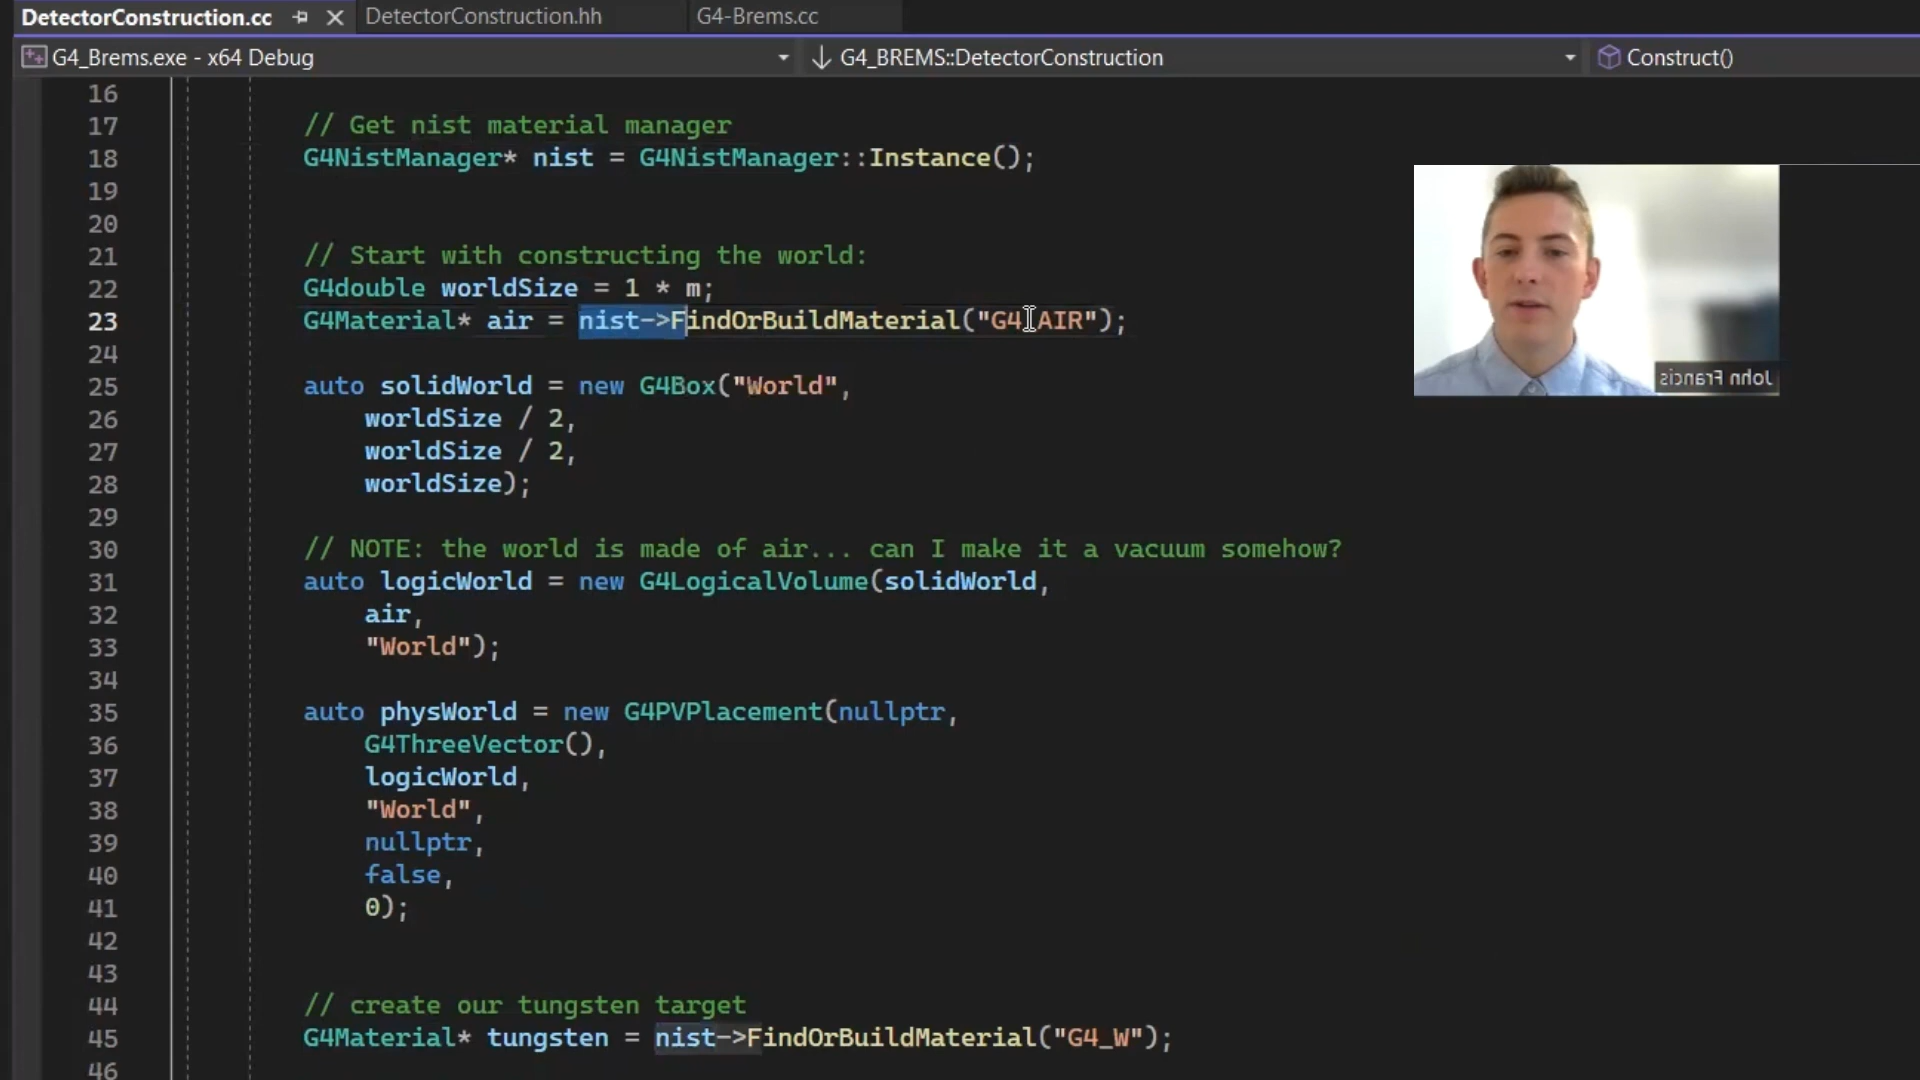 DetectorConstruction.cc
DetectorConstruction.hh
G4-Brems.cc
G4_Brems.exe - x64 Debug
G4_BREMS::DetectorConstruction
Construct()
16
17 // Get nist material manager
18 G4NistManager* nist = G4NistManager::Instance();
19
20
21 // Start with constructing the world:
22 G4double worldSize = 1 * m;
23 G4Material* air = nist->FindOrBuildMaterial("G4_AIR");
24
25 auto solidWorld = new G4Box("World",
26 worldSize / 2,
27 worldSize / 2,
28 worldSize);
29
30 // NOTE: the world is made of air... can I make it a vacuum somehow?
31 auto logicWorld = new G4LogicalVolume(solidWorld,
32 air,
33 "World");
34
35 auto physWorld = new G4PVPlacement(nullptr,
36 G4ThreeVector(),
37 logicWorld,
38 "World",
39 nullptr,
40 false,
41 0);
42
43
44 // create our tungsten target
45 G4Material* tungsten = nist->FindOrBuildMaterial("G4_W");
46
John Francis